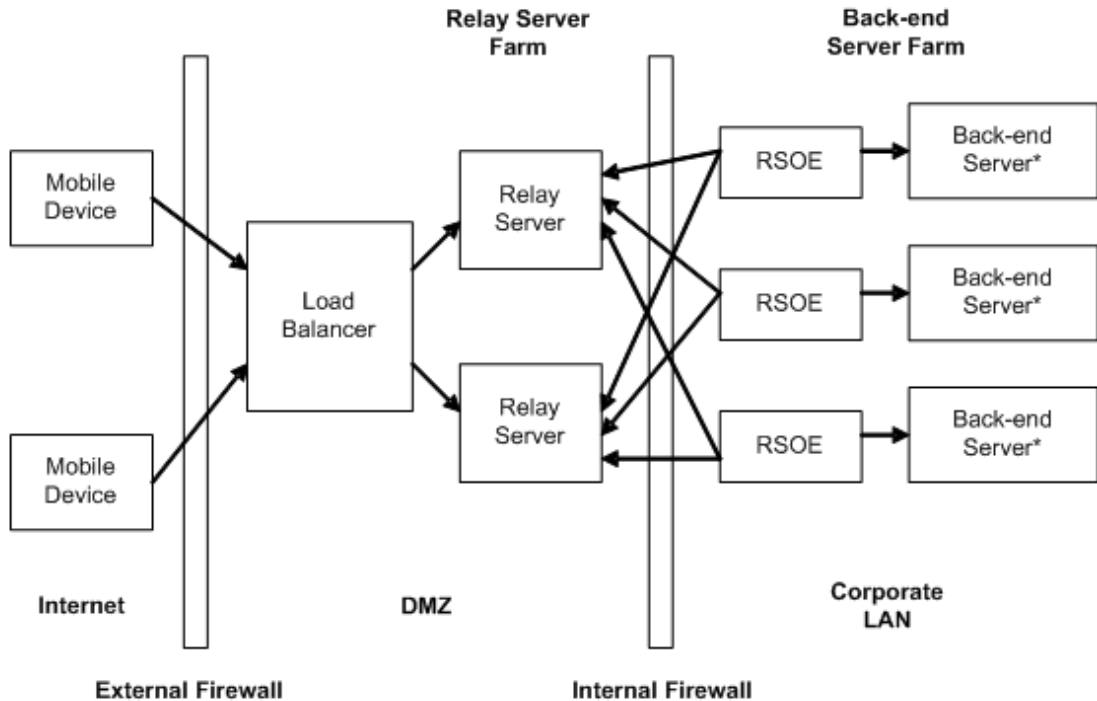 Relay Server
Farm
Back-end
Server Farm
Mobile
Device
Mobile
Device
Load
Balancer
Relay
Server
Relay
Server
RSOE
Back-end
Server*
RSOE
Back-end
Server*
RSOE
Back-end
Server*
Internet
DMZ
Corporate
LAN
External Firewall
Internal Firewall